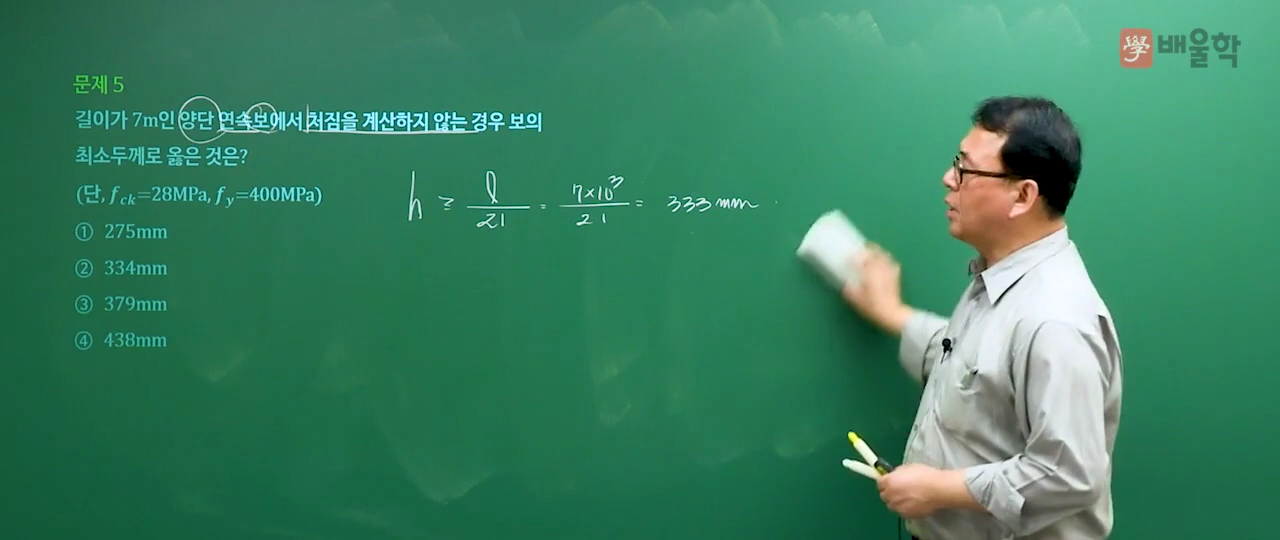 學 배울학
문제 5
길이가 7m인 양단 연속보에서 처짐을 계산하지 않는 경우 보의
최소두께로 옳은 것은?
(단, fck=28MPa, fy=400MPa)
① 275mm
② 334mm
③ 379mm
④ 438mm
h ≥ l/21 = 7×10³/21 = 333mm.